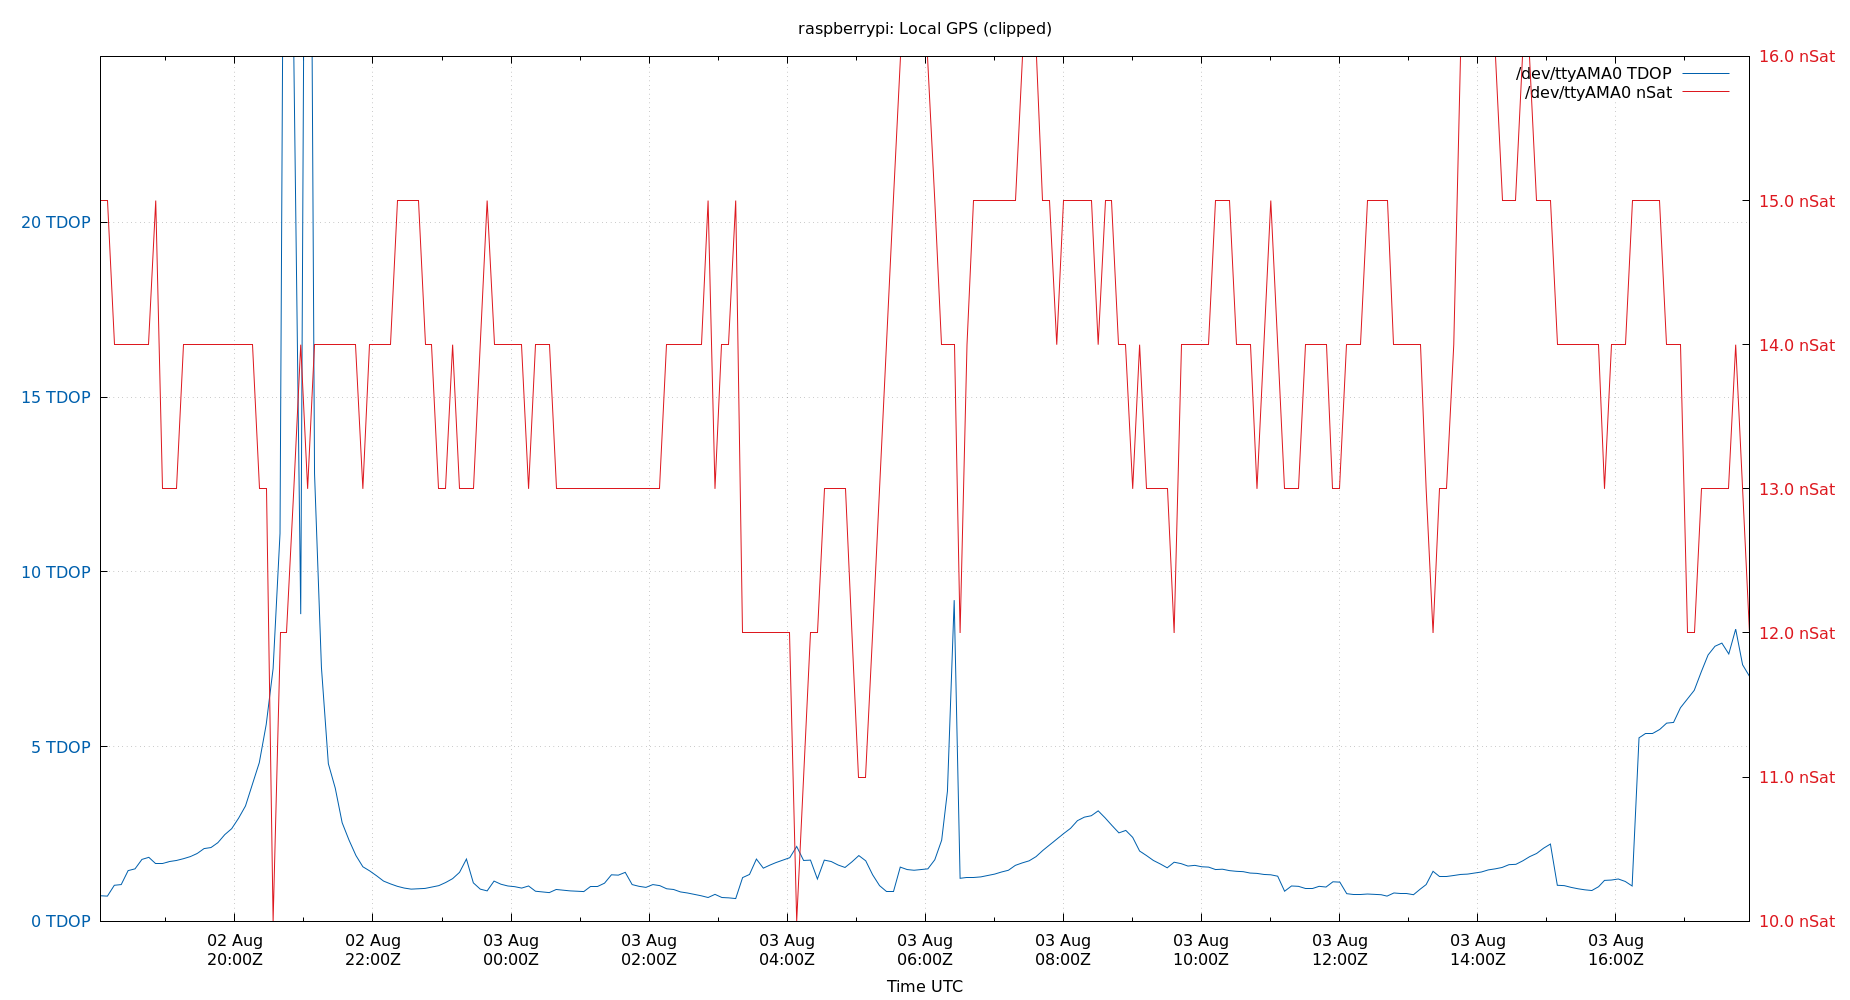 raspberrypi: Local GPS (clipped)
/dev/ttyAMA0 TDOP
/dev/ttyAMA0 nSat
20 TDOP
15 TDOP
10 TDOP
5 TDOP
0 TDOP
16.0 nSat
15.0 nSat
14.0 nSat
13.0 nSat
12.0 nSat
11.0 nSat
10.0 nSat
02 Aug
20:00Z
02 Aug
22:00Z
03 Aug
00:00Z
03 Aug
02:00Z
03 Aug
04:00Z
03 Aug
06:00Z
03 Aug
08:00Z
03 Aug
10:00Z
03 Aug
12:00Z
03 Aug
14:00Z
03 Aug
16:00Z
Time UTC